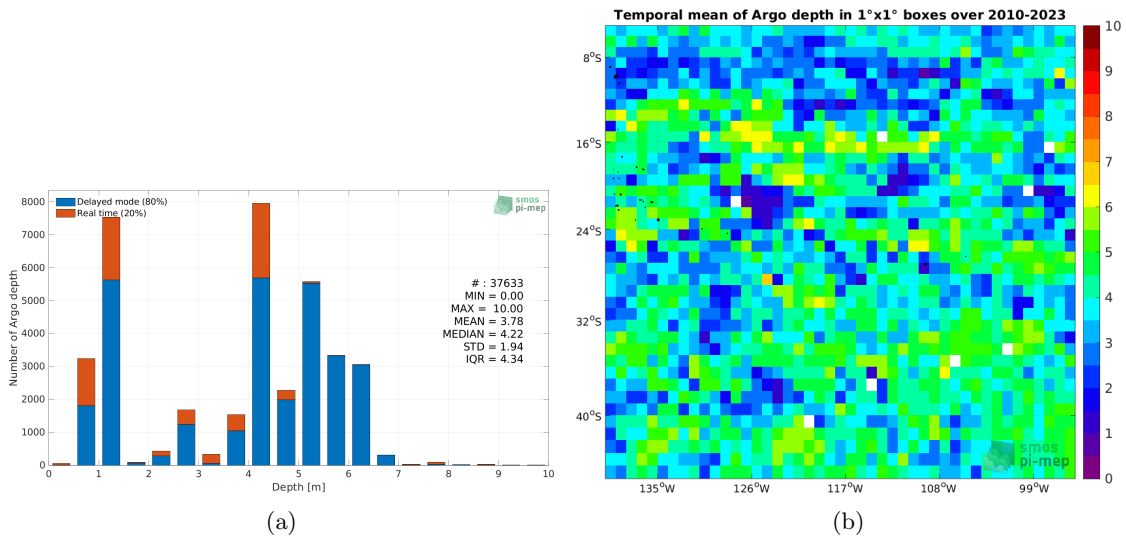 Delayed mode (80%)
Real time (20%)
smos
pi-mep
8000
7000
6000
5000
4000
3000
2000
1000
0
Number of Argo depth
# : 37633
MIN = 0.00
MAX = 10.00
MEAN = 3.78
MEDIAN = 4.22
STD = 1.94
IQR = 4.34
0 1 2 3 4 5 6 7 8 9 10
Depth [m]
(a)
Temporal mean of Argo depth in 1°x1° boxes over 2010-2023
8°S
16°S
24°S
32°S
40°S
135°W 126°W 117°W 108°W 99°W
smos
pi-mep
10
9
8
7
6
5
4
3
2
1
0
(b)